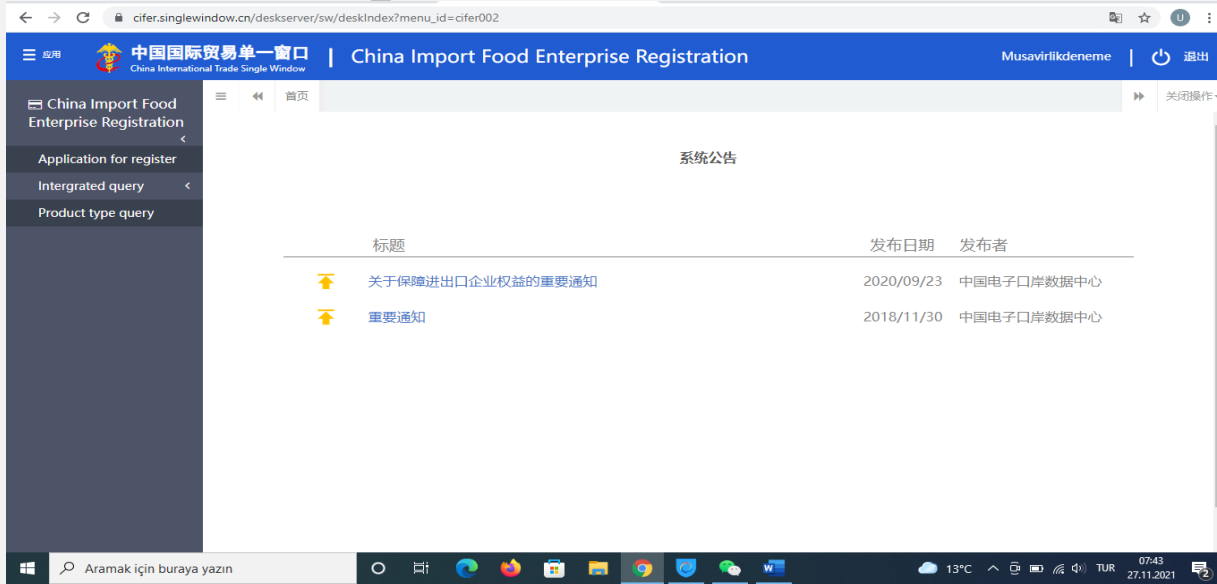 cifer.singlewindow.cn/deskserver/sw/deskIndex?menu_id=cifer002
U
应用
中国国际贸易单一窗口 | China Import Food Enterprise Registration
China International Trade Single Window
Musavirlikdeneme | 退出
China Import Food
Enterprise Registration
Application for register
Intergrated query
Product type query
首页
关闭操作
系统公告
标题 发布日期 发布者
关于保障进出口企业权益的重要通知 2020/09/23 中国电子口岸数据中心
重要通知 2018/11/30 中国电子口岸数据中心
Aramak için buraya yazın
13°C TUR
07:43
27.11.2021
2